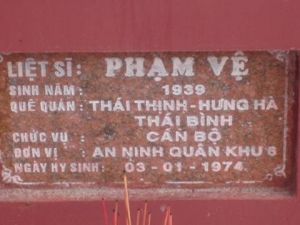 LIỆT SĨ: PHẠM VỆ
SINH NĂM: 1939
QUÊ QUÁN: THÁI THỊNH-HƯNG HÀ
THÁI BÌNH
CHỨC VỤ : CÁN BỘ
ĐƠN VỊ : AN NINH QUÂN KHU 6
NGÀY HY SINH: 03-01-1974